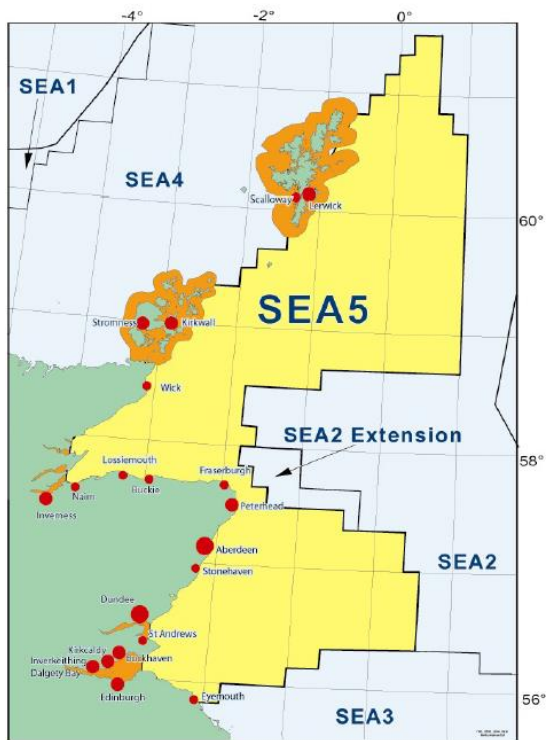 -4°
-2°
0°
SEA1
SEA4
Scalloway
Lerwick
60°
SEA5
Stromness
Kirkwall
Wick
SEA2 Extension
58°
Lossiemouth
Buckie
Fraserburgh
Nairn
Inverness
Peterhead
Aberdeen
SEA2
Stonehaven
Dundee
St Andrews
Kirkcaldy
Buckhaven
Inverkeithing
Dalgety Bay
Edinburgh
Eyemouth
56°
SEA3